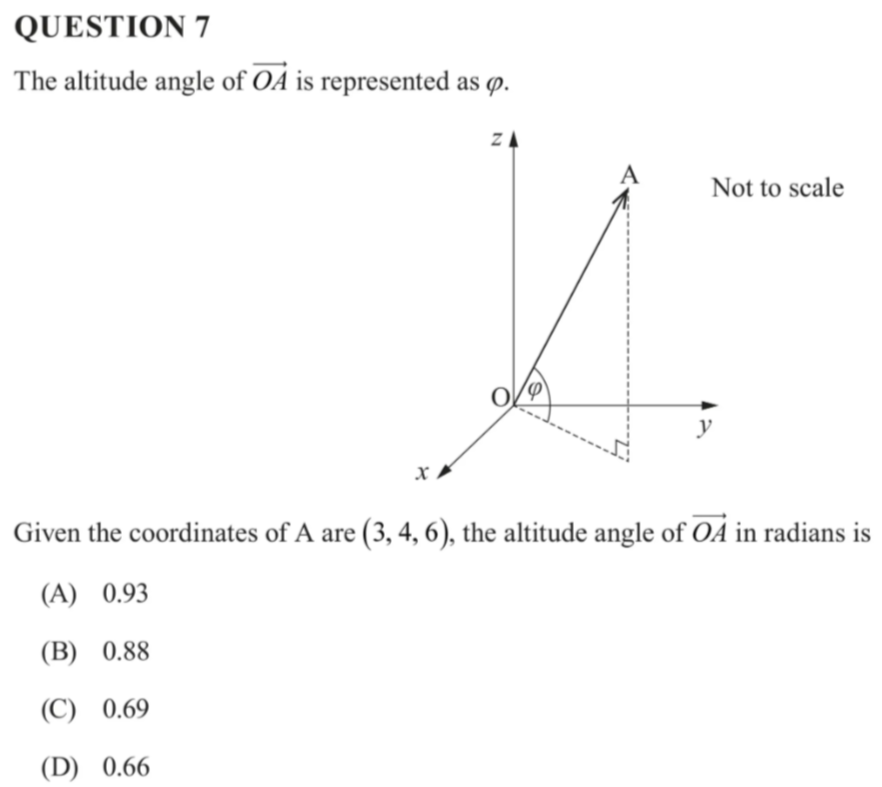 QUESTION 7
The altitude angle of \overrightarrow{OA} is represented as φ.
z
A
Not to scale
O
φ
y
x
Given the coordinates of A are (3, 4, 6), the altitude angle of \overrightarrow{OA} in radians is
(A) 0.93
(B) 0.88
(C) 0.69
(D) 0.66